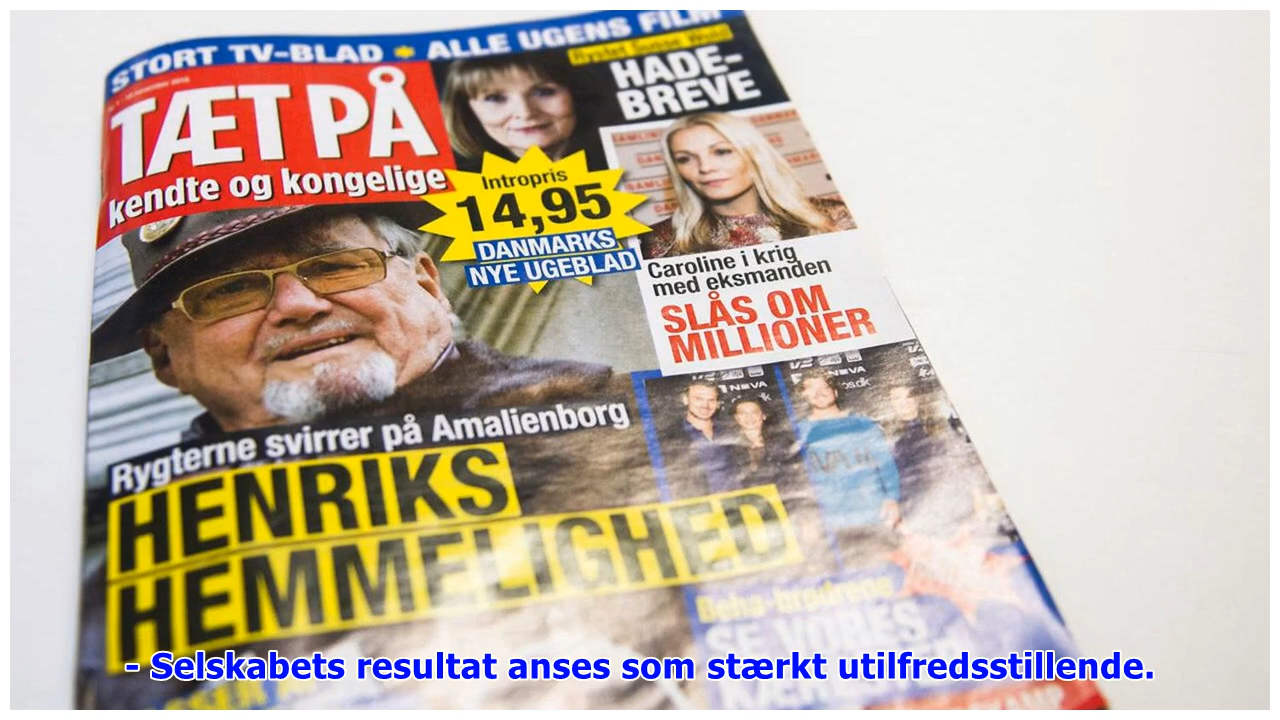 STORT TV-BLAD * ALLE UGENS FILM
TÆT PÅ
kendte og kongelige
HADE-
BREVE
Intropris
14,95
DANMARKS
NYE UGEBLAD
Caroline i krig
med eksmanden
SLÅS OM
MILLIONER
Rygterne svirrer på Amalienborg
HENRIKS
HEMMELIGHED
SE VORES
- Selskabets resultat anses som stærkt utilfredsstillende.